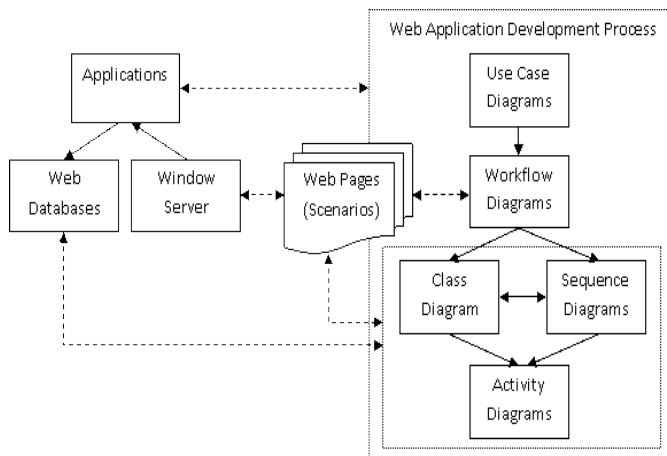 Web Application Development Process
Applications
Use Case
Diagrams
Web
Databases
Window
Server
Web Pages
(Scenarios)
Workflow
Diagrams
Class
Diagram
Sequence
Diagrams
Activity
Diagrams